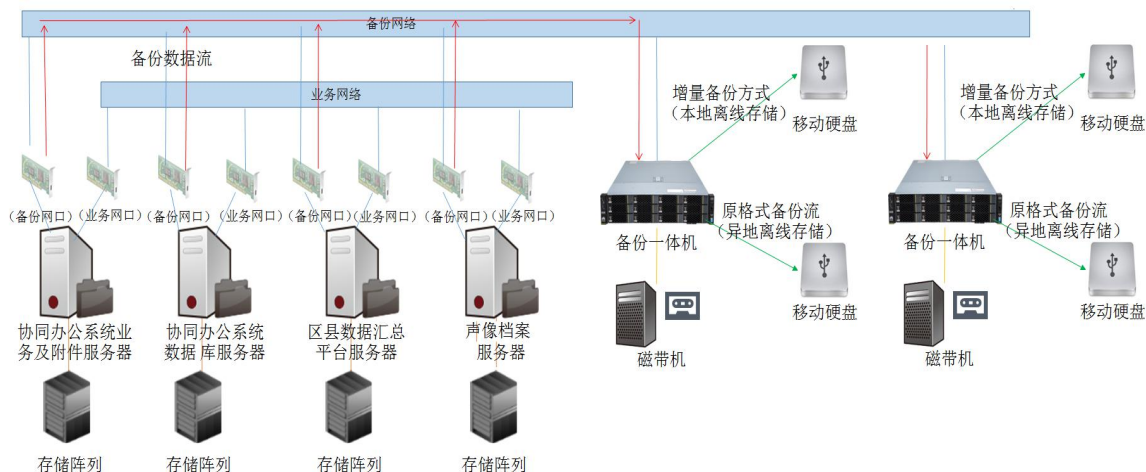 备份网络
备份数据流
业务网络
增量备份方式
（本地离线存储）
移动硬盘
增量备份方式
（本地离线存储）
移动硬盘
（备份网口）
（业务网口）
（备份网口）
（业务网口）
（备份网口）
（业务网口）
（备份网口）
（业务网口）
备份一体机
原格式备份流
（异地离线存储）
移动硬盘
备份一体机
原格式备份流
（异地离线存储）
移动硬盘
协同办公系统业
务及附件服务器
协同办公系统
数据库服务器
区县数据汇总
平台服务器
声像档案
服务器
磁带机
磁带机
存储阵列
存储阵列
存储阵列
存储阵列